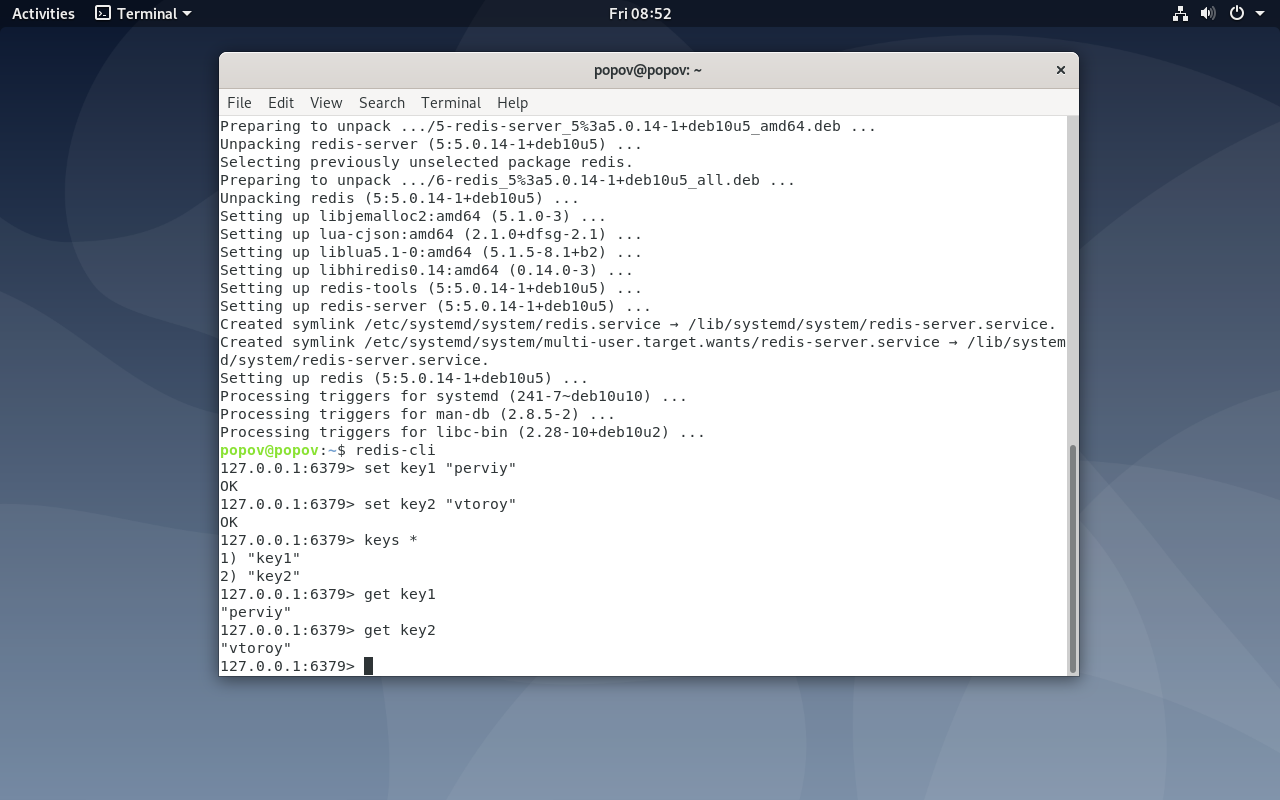 Activities Terminal Fri 08:52
popov@popov: ~ ×
File Edit View Search Terminal Help
Preparing to unpack .../5-redis-server_5%3a5.0.14-1+deb10u5_amd64.deb ...
Unpacking redis-server (5:5.0.14-1+deb10u5) ...
Selecting previously unselected package redis.
Preparing to unpack .../6-redis_5%3a5.0.14-1+deb10u5_all.deb ...
Unpacking redis (5:5.0.14-1+deb10u5) ...
Setting up libjemalloc2:amd64 (5.1.0-3) ...
Setting up lua-cjson:amd64 (2.1.0+dfsg-2.1) ...
Setting up liblua5.1-0:amd64 (5.1.5-8.1+b2) ...
Setting up libhiredis0.14:amd64 (0.14.0-3) ...
Setting up redis-tools (5:5.0.14-1+deb10u5) ...
Setting up redis-server (5:5.0.14-1+deb10u5) ...
Created symlink /etc/systemd/system/redis.service → /lib/systemd/system/redis-server.service.
Created symlink /etc/systemd/system/multi-user.target.wants/redis-server.service → /lib/system
d/system/redis-server.service.
Setting up redis (5:5.0.14-1+deb10u5) ...
Processing triggers for systemd (241-7~deb10u10) ...
Processing triggers for man-db (2.8.5-2) ...
Processing triggers for libc-bin (2.28-10+deb10u2) ...
popov@popov:~$ redis-cli
127.0.0.1:6379> set key1 "perviy"
OK
127.0.0.1:6379> set key2 "vtoroy"
OK
127.0.0.1:6379> keys *
1) "key1"
2) "key2"
127.0.0.1:6379> get key1
"perviy"
127.0.0.1:6379> get key2
"vtoroy"
127.0.0.1:6379>